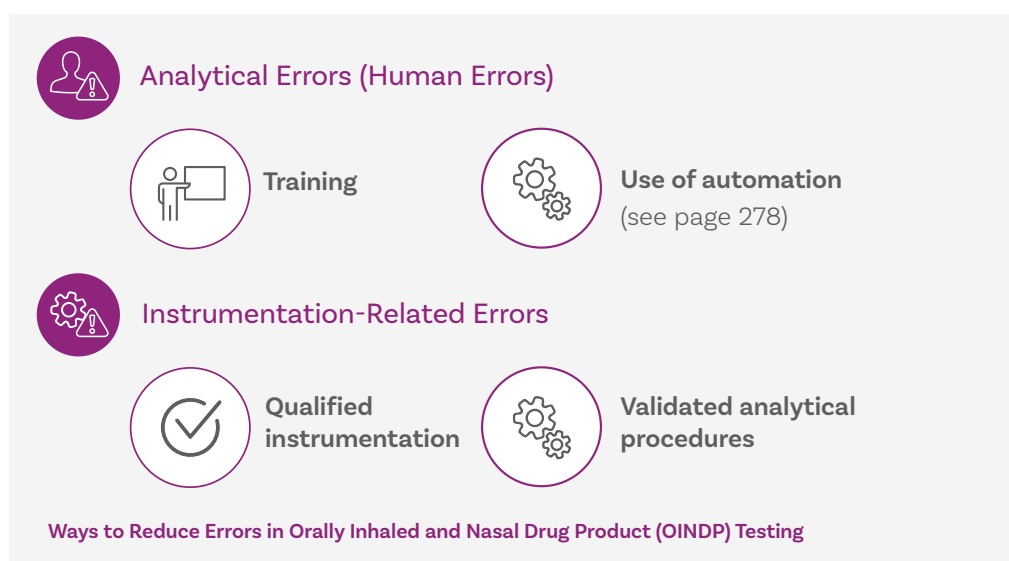 Analytical Errors (Human Errors)
Training
Use of automation
(see page 278)
Instrumentation-Related Errors
Qualified
instrumentation
Validated analytical
procedures
Ways to Reduce Errors in Orally Inhaled and Nasal Drug Product (OINDP) Testing